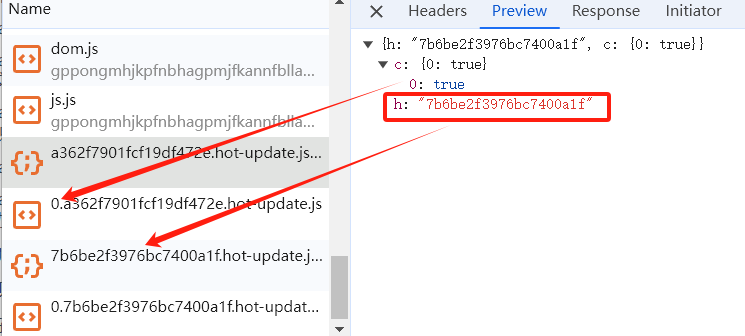 Name
dom.js
gppongmhjkpfnbhagpmjfkannfblla...
js.js
gppongmhjkpfnbhagpmjfkannfblla...
a362f7901fcf19df472e.hot-update.js...
0.a362f7901fcf19df472e.hot-update.js
7b6be2f3976bc7400a1f.hot-update.j...
0.7b6be2f3976bc7400a1f.hot-updat...
Headers Preview Response Initiator
{h: "7b6be2f3976bc7400a1f", c: {0: true}}
c: {0: true}
0: true
h: "7b6be2f3976bc7400a1f"